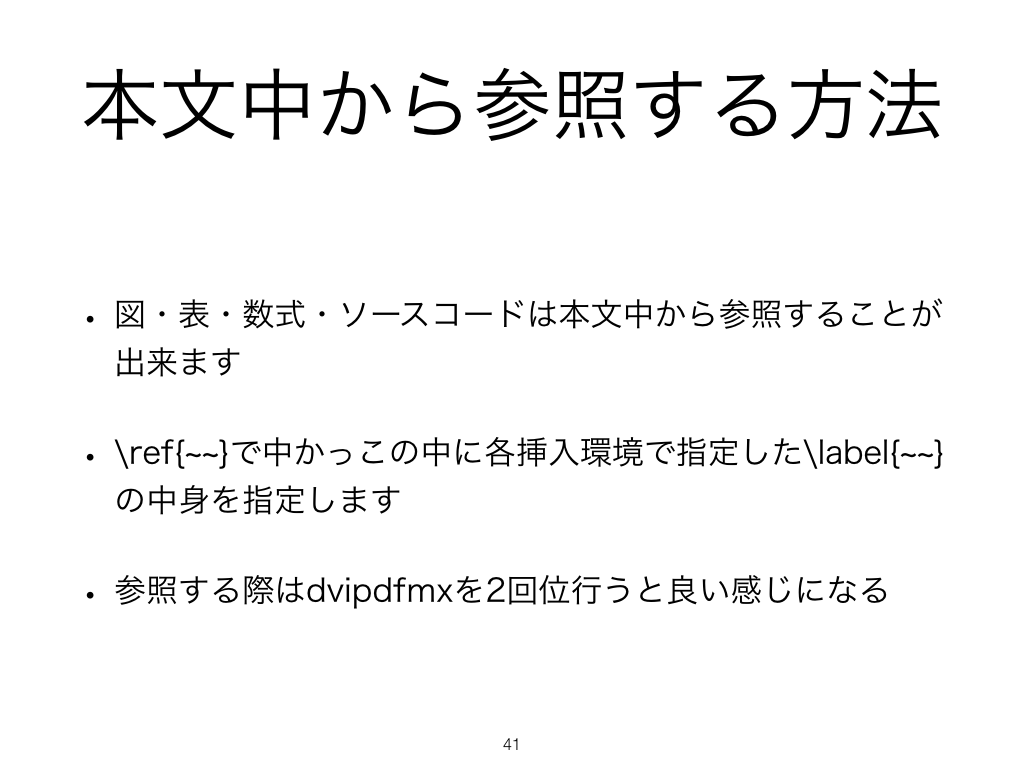 本文中から参照する方法
• 図・表・数式・ソースコードは本文中から参照することが
出来ます
• \ref{~~}で中かっこの中に各挿入環境で指定した\label{~~}
の中身を指定します
• 参照する際はdvipdfmxを2回位行うと良い感じになる
41